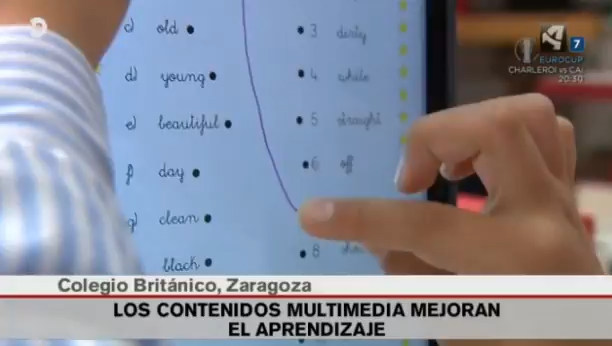 c) old
d) young
e) beautiful
f) day
g) clean
black
3 dirty
4 white
5 straight
6 off
8
7
EUROCUP
CHARLEROI vs CAI
20:30
Colegio Británico, Zaragoza
LOS CONTENIDOS MULTIMEDIA MEJORAN
EL APRENDIZAJE